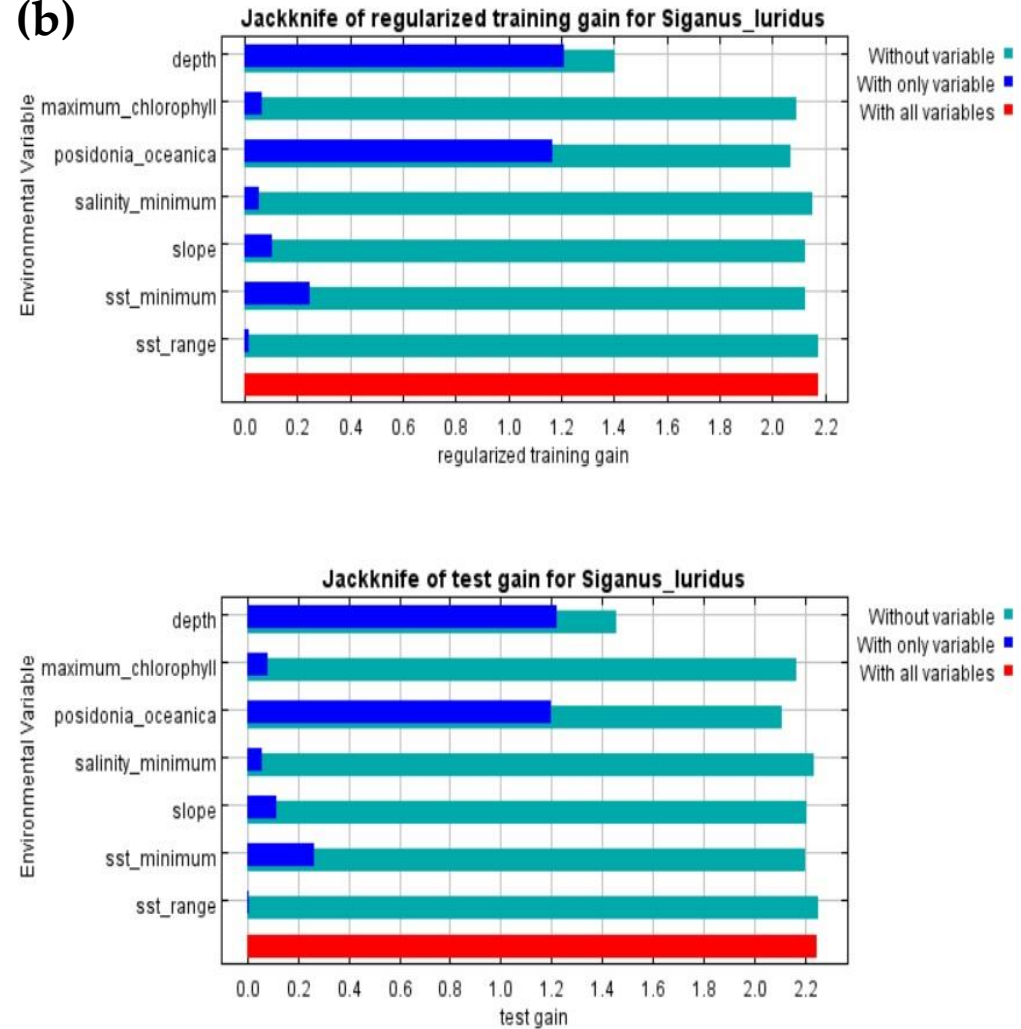 (b)
Jackknife of regularized training gain for Siganus_luridus
Environmental Variable
depth
maximum_chlorophyll
posidonia_oceanica
salinity_minimum
slope
sst_minimum
sst_range
Without variable
With only variable
With all variables
0.0 0.2 0.4 0.6 0.8 1.0 1.2 1.4 1.6 1.8 2.0 2.2
regularized training gain
Jackknife of test gain for Siganus_luridus
Environmental Variable
depth
maximum_chlorophyll
posidonia_oceanica
salinity_minimum
slope
sst_minimum
sst_range
Without variable
With only variable
With all variables
0.0 0.2 0.4 0.6 0.8 1.0 1.2 1.4 1.6 1.8 2.0 2.2
test gain